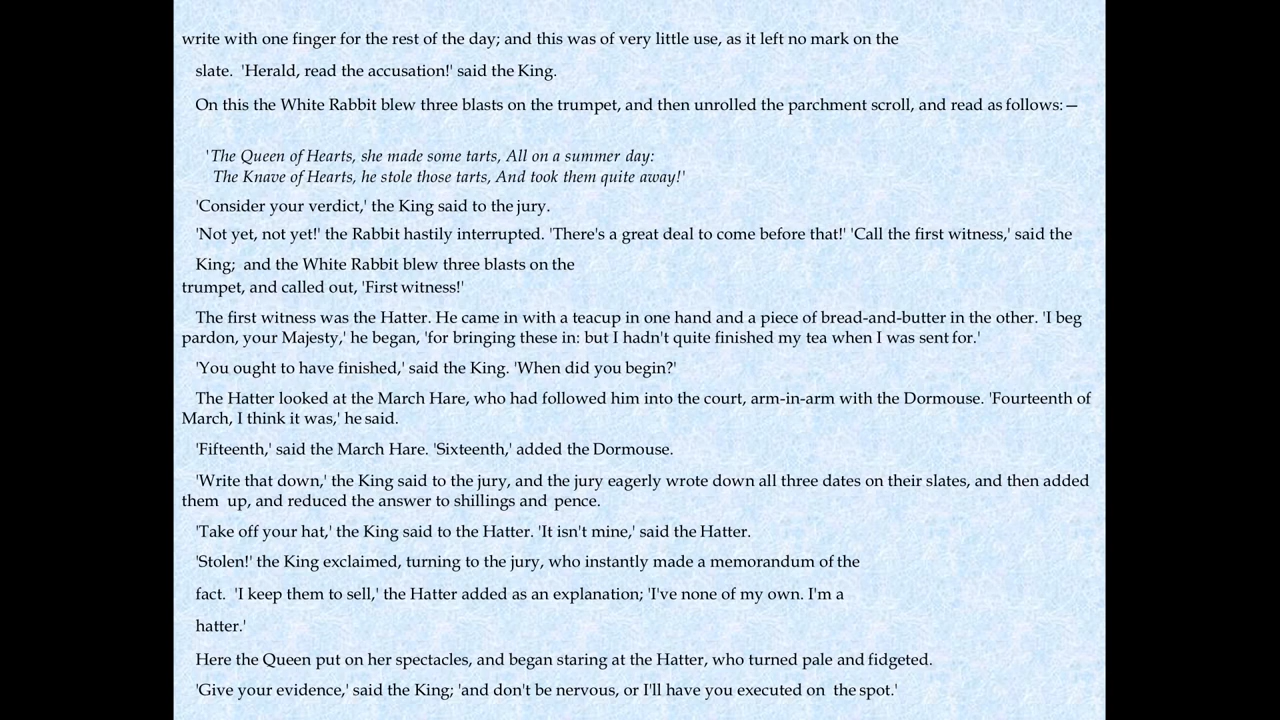 write with one finger for the rest of the day; and this was of very little use, as it left no mark on the
slate. 'Herald, read the accusation!' said the King.
On this the White Rabbit blew three blasts on the trumpet, and then unrolled the parchment scroll, and read as follows:—
'The Queen of Hearts, she made some tarts, All on a summer day:
The Knave of Hearts, he stole those tarts, And took them quite away!'
'Consider your verdict,' the King said to the jury.
'Not yet, not yet!' the Rabbit hastily interrupted. 'There's a great deal to come before that!' 'Call the first witness,' said the
King; and the White Rabbit blew three blasts on the
trumpet, and called out, 'First witness!'
The first witness was the Hatter. He came in with a teacup in one hand and a piece of bread-and-butter in the other. 'I beg
pardon, your Majesty,' he began, 'for bringing these in: but I hadn't quite finished my tea when I was sent for.'
'You ought to have finished,' said the King. 'When did you begin?'
The Hatter looked at the March Hare, who had followed him into the court, arm-in-arm with the Dormouse. 'Fourteenth of
March, I think it was,' he said.
'Fifteenth,' said the March Hare. 'Sixteenth,' added the Dormouse.
'Write that down,' the King said to the jury, and the jury eagerly wrote down all three dates on their slates, and then added
them up, and reduced the answer to shillings and pence.
'Take off your hat,' the King said to the Hatter. 'It isn't mine,' said the Hatter.
'Stolen!' the King exclaimed, turning to the jury, who instantly made a memorandum of the
fact. 'I keep them to sell,' the Hatter added as an explanation; 'I've none of my own. I'm a
hatter.'
Here the Queen put on her spectacles, and began staring at the Hatter, who turned pale and fidgeted.
'Give your evidence,' said the King; 'and don't be nervous, or I'll have you executed on the spot.'